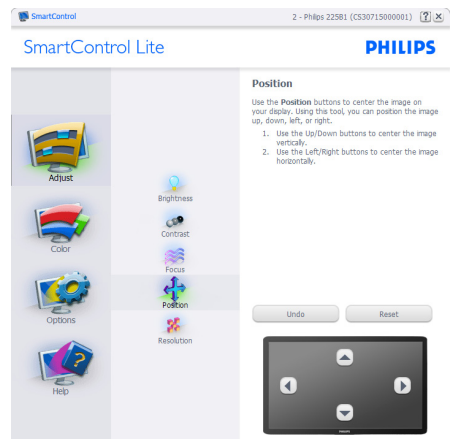 SmartControl
2 - Philips 225B1 (CS30715000001) ? X
SmartControl Lite
PHILIPS
Adjust
Color
Options
Help
Brightness
Contrast
Focus
Position
Resolution
Position
Use the Position buttons to center the image on
your display. Using this tool, you can position the image
up, down, left, or right.
1. Use the Up/Down buttons to center the image
vertically.
2. Use the Left/Right buttons to center the image
horizontally.
Undo
Reset
PHILIPS